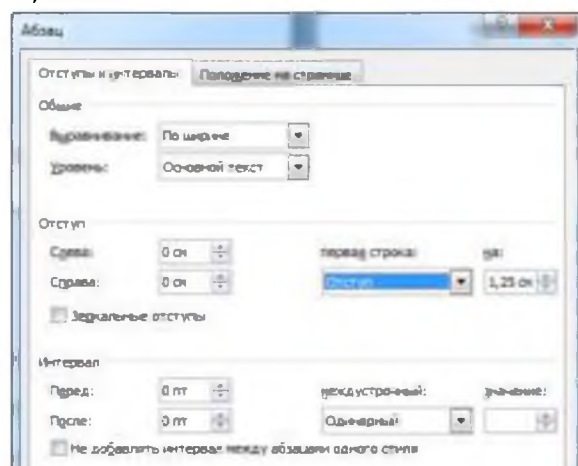 Абзац
Отступы и интервалы Положение на странице
Общие
Выравнивание: По ширине
Уровень: Основной текст
Отступ
Слева: 0 см первая строка: на:
Справа: 0 см Отступ 1,25 см
Зеркальные отступы
Интервал
Перед: 0 пт междустрочный: значение:
После: 0 пт Одинарный
Не добавлять интервал между абзацами одного стиля